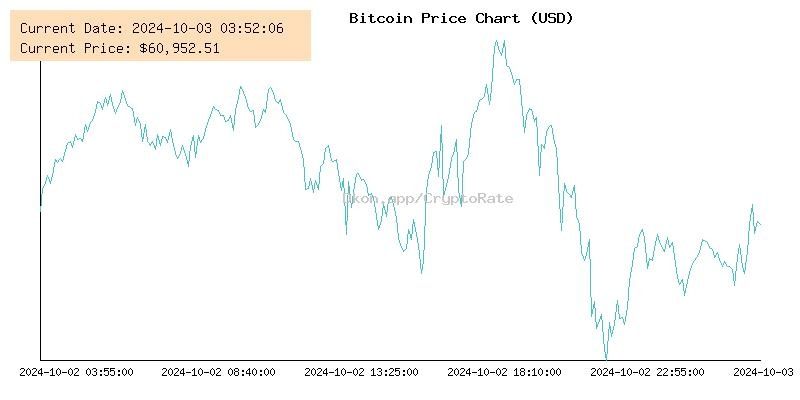 Bitcoin Price Chart (USD)
Current Date: 2024-10-03 03:52:06
Current Price: $60,952.51
Dkon.app/CryptoRate
2024-10-02 03:55:00 2024-10-02 08:40:00 2024-10-02 13:25:00 2024-10-02 18:10:00 2024-10-02 22:55:00 2024-10-03